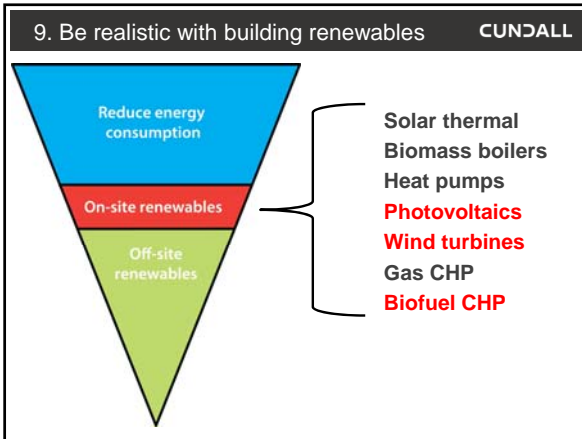 9. Be realistic with building renewables
CUNDALL
Reduce energy
consumption
On-site renewables
Off-site
renewables
Solar thermal
Biomass boilers
Heat pumps
Photovoltaics
Wind turbines
Gas CHP
Biofuel CHP